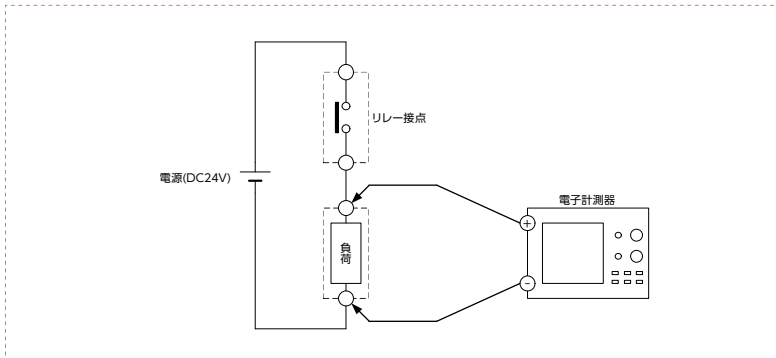 リレー接点
電源(DC24V)
電子計測器
+
負荷
-